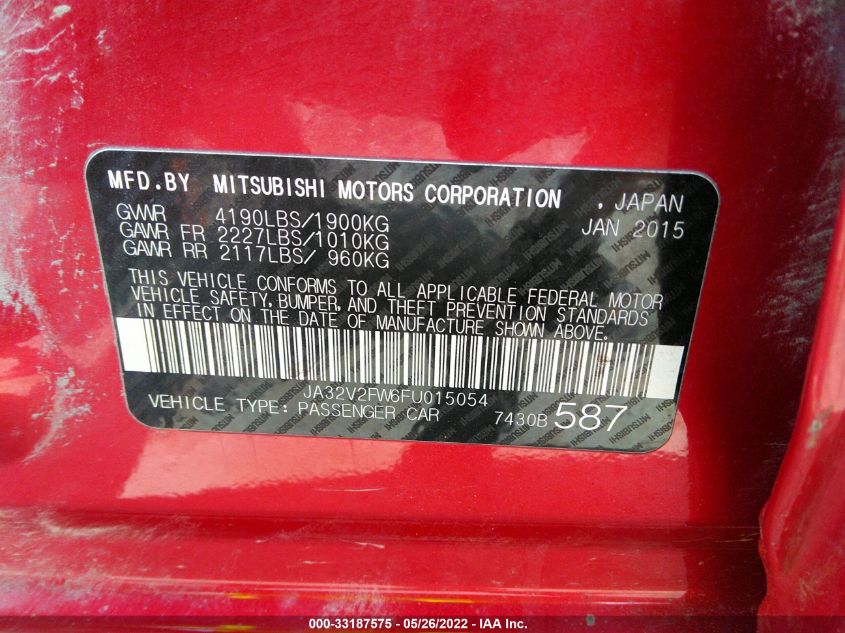 MFD.BY MITSUBISHI MOTORS CORPORATION , JAPAN
GVWR 4190LBS/1900KG JAN 2015
GAWR FR 2227LBS/1010KG
GAWR RR 2117LBS/ 960KG
THIS VEHICLE CONFORMS TO ALL APPLICABLE FEDERAL MOTOR
VEHICLE SAFETY, BUMPER, AND THEFT PREVENTION STANDARDS
IN EFFECT ON THE DATE OF MANUFACTURE SHOWN ABOVE.
JA32V2FW6FU015054
VEHICLE TYPE: PASSENGER CAR 7430B 587
000-33187575 - 05/26/2022 - IAA Inc.